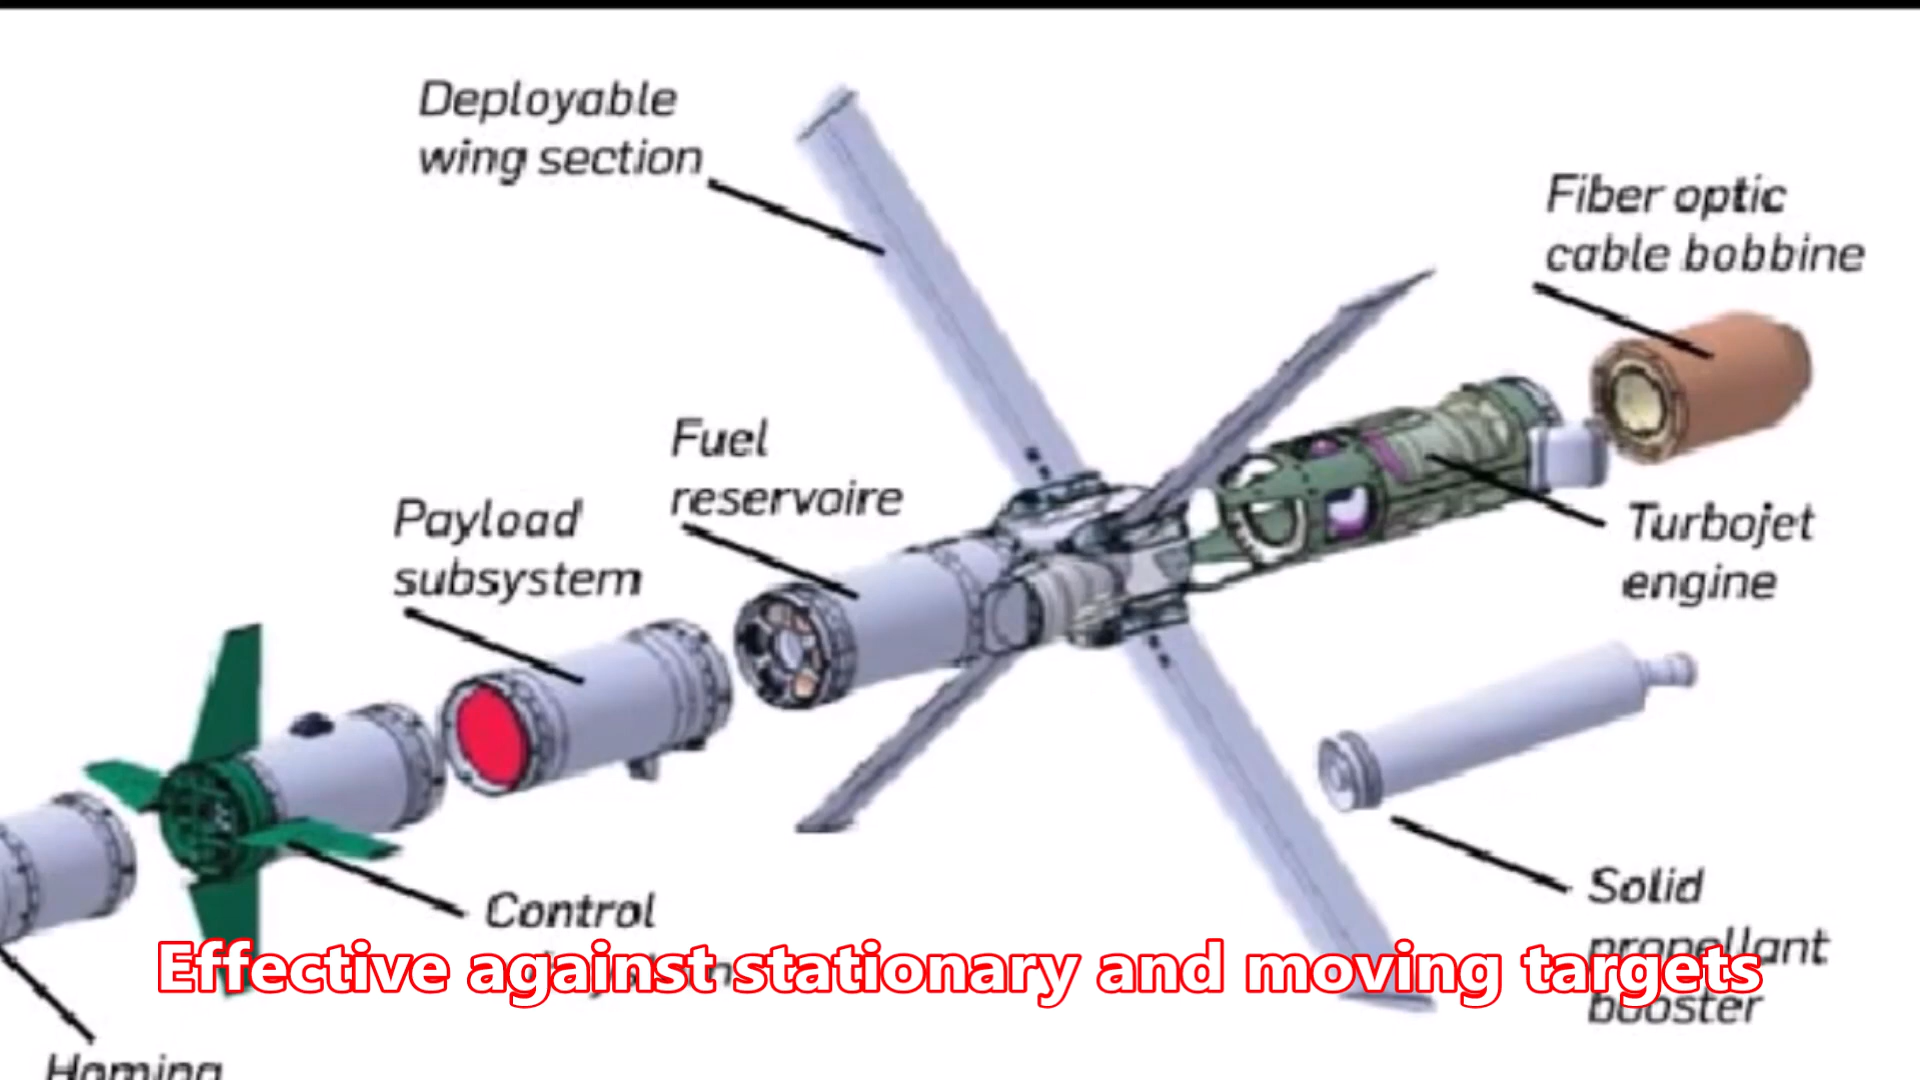 Deployable
wing section
Fiber optic
cable bobbine
Fuel
reservoire
Payload
subsystem
Turbojet
engine
Solid
propellant
booster
Control
Effective against stationary and moving targets
Homing